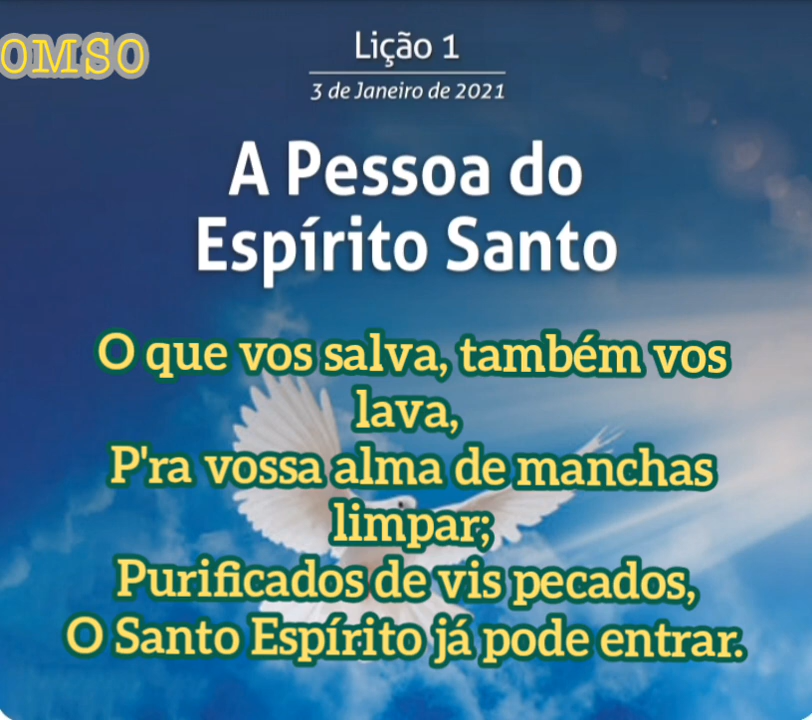 OMSO
Lição 1
3 de Janeiro de 2021
A Pessoa do
Espírito Santo
O que vos salva, também vos
lava,
P'ra vossa alma de manchas
limpar;
Purificados de vis pecados,
O Santo Espírito já pode entrar.